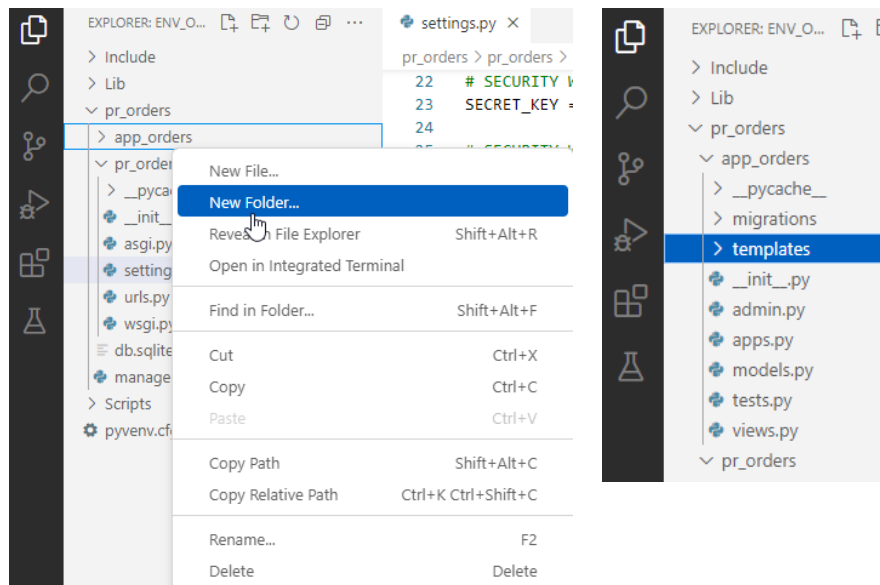 EXPLORER: ENV_O... ···
Include
Lib
pr_orders
app_orders
pr_order
__pyca
__init_
asgi.py
setting
urls.py
wsgi.py
db.sqlite
manage
Scripts
pyvenv.cf
settings.py ×
pr_orders > pr_orders >
22 # SECURITY W
23 SECRET_KEY =
24
New File...
New Folder...
Reveal in File Explorer Shift+Alt+R
Open in Integrated Terminal
Find in Folder... Shift+Alt+F
Cut Ctrl+X
Copy Ctrl+C
Paste Ctrl+V
Copy Path Shift+Alt+C
Copy Relative Path Ctrl+K Ctrl+Shift+C
Rename... F2
Delete Delete
EXPLORER: ENV_O...
Include
Lib
pr_orders
app_orders
__pycache__
migrations
templates
__init__.py
admin.py
apps.py
models.py
tests.py
views.py
pr_orders